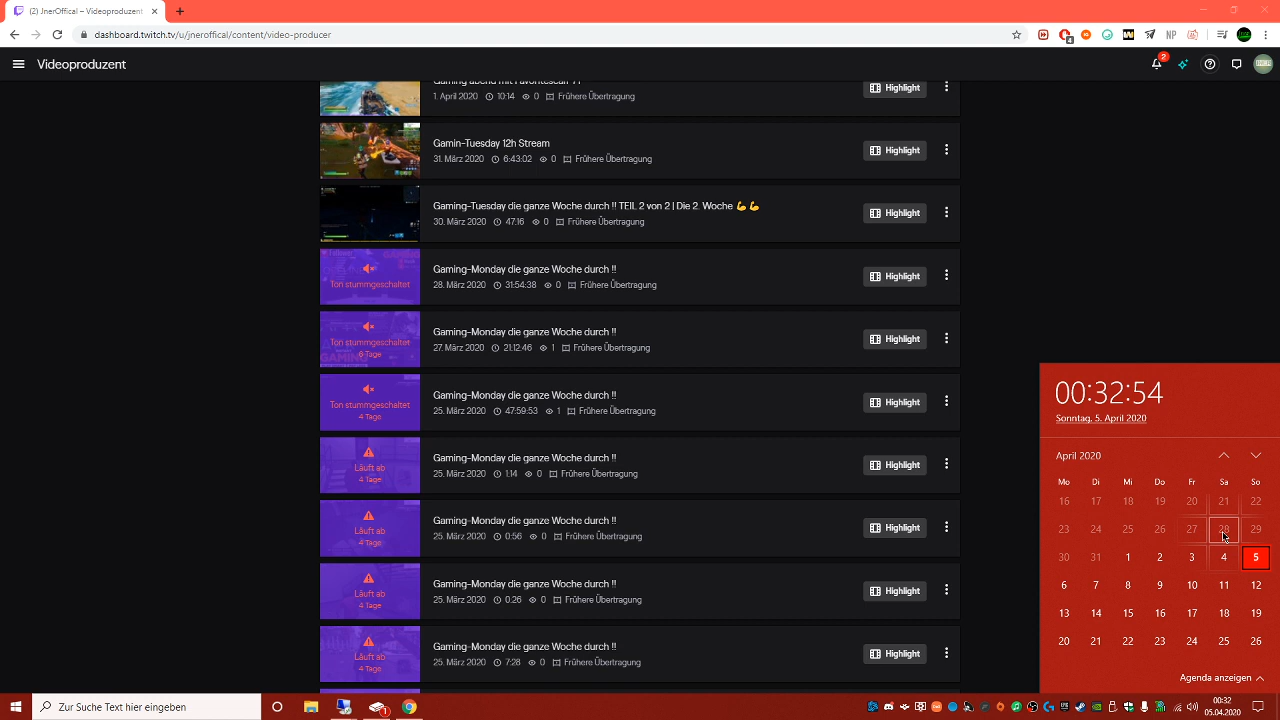 (2) JnerOffical – Videoproduzent
dashboard.twitch.tv/u/jneroffical/content/video-producer
4
NP
Videoproduzent
2
1. April 2020 10:14 0 Frühere Übertragung
Highlight
Gamin-Tuesday 12h Stream
31. März 2020 6:43:02 0 Frühere Übertragung
Highlight
Gaming-Tuesday die ganze Woche durch !! TEIL 2 von 2 | Die 2. Woche 💪💪
30. März 2020 47:16 0 Frühere Übertragung
Highlight
Ton stummgeschaltet
Gaming-Monday die ganze Woche durch !!
28. März 2020 31:54:38 0 Frühere Übertragung
Highlight
Ton stummgeschaltet
6 Tage
Gaming-Monday die ganze Woche durch !!
27. März 2020 21:12:46 1 Frühere Übertragung
Highlight
Ton stummgeschaltet
4 Tage
Gaming-Monday die ganze Woche durch !!
26. März 2020 47:59:53 1 Frühere Übertragung
Highlight
Läuft ab
4 Tage
Gaming-Monday die ganze Woche durch !!
25. März 2020 1:14 0 Frühere Übertragung
Highlight
Läuft ab
4 Tage
Gaming-Monday die ganze Woche durch !!
25. März 2020 0:56 0 Frühere Übertragung
Highlight
Läuft ab
4 Tage
Gaming-Monday die ganze Woche durch !!
25. März 2020 0:26 0 Frühere Übertragung
Highlight
Läuft ab
4 Tage
Gaming-Monday die ganze Woche durch !!
25. März 2020 7:28 0 Frühere Übertragung
Highlight
00:32:54
Sonntag, 5. April 2020
April 2020
Mo Di Mi Do Fr Sa So
16 17 18 19 20 21 22
23 24 25 26 27 28 29
30 31 1 2 3 4 5
6 7 8 9 10 11 12
13 14 15 16 17 18 19
20 21 22 23 24 25 26
Agenda anzeigen
Zur Suche Text hier eingeben
1
00:32
05.04.2020